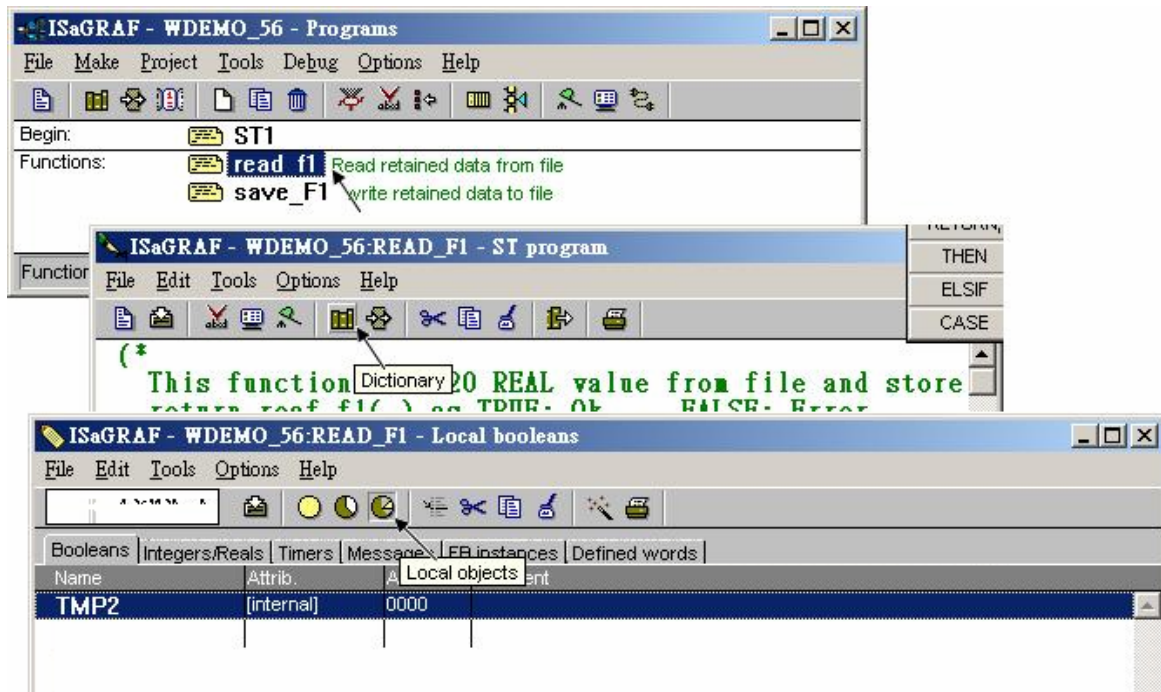 ISaGRAF - WDEMO_56 - Programs
File Make Project Tools Debug Options Help
Begin: ST1
Functions: read_f1 Read retained data from file
save_F1 write retained data to file
ISaGRAF - WDEMO_56:READ_F1 - ST program
THEN
Function
File Edit Tools Options Help
ELSIF
CASE
(*
Dictionary
This function 20 REAL value from file and store
ISaGRAF - WDEMO_56:READ_F1 - Local booleans
File Edit Tools Options Help
Booleans Integers/Reals Timers Messages FB instances Defined words
Local objects
Name Attrib.
TMP2 [internal] 0000